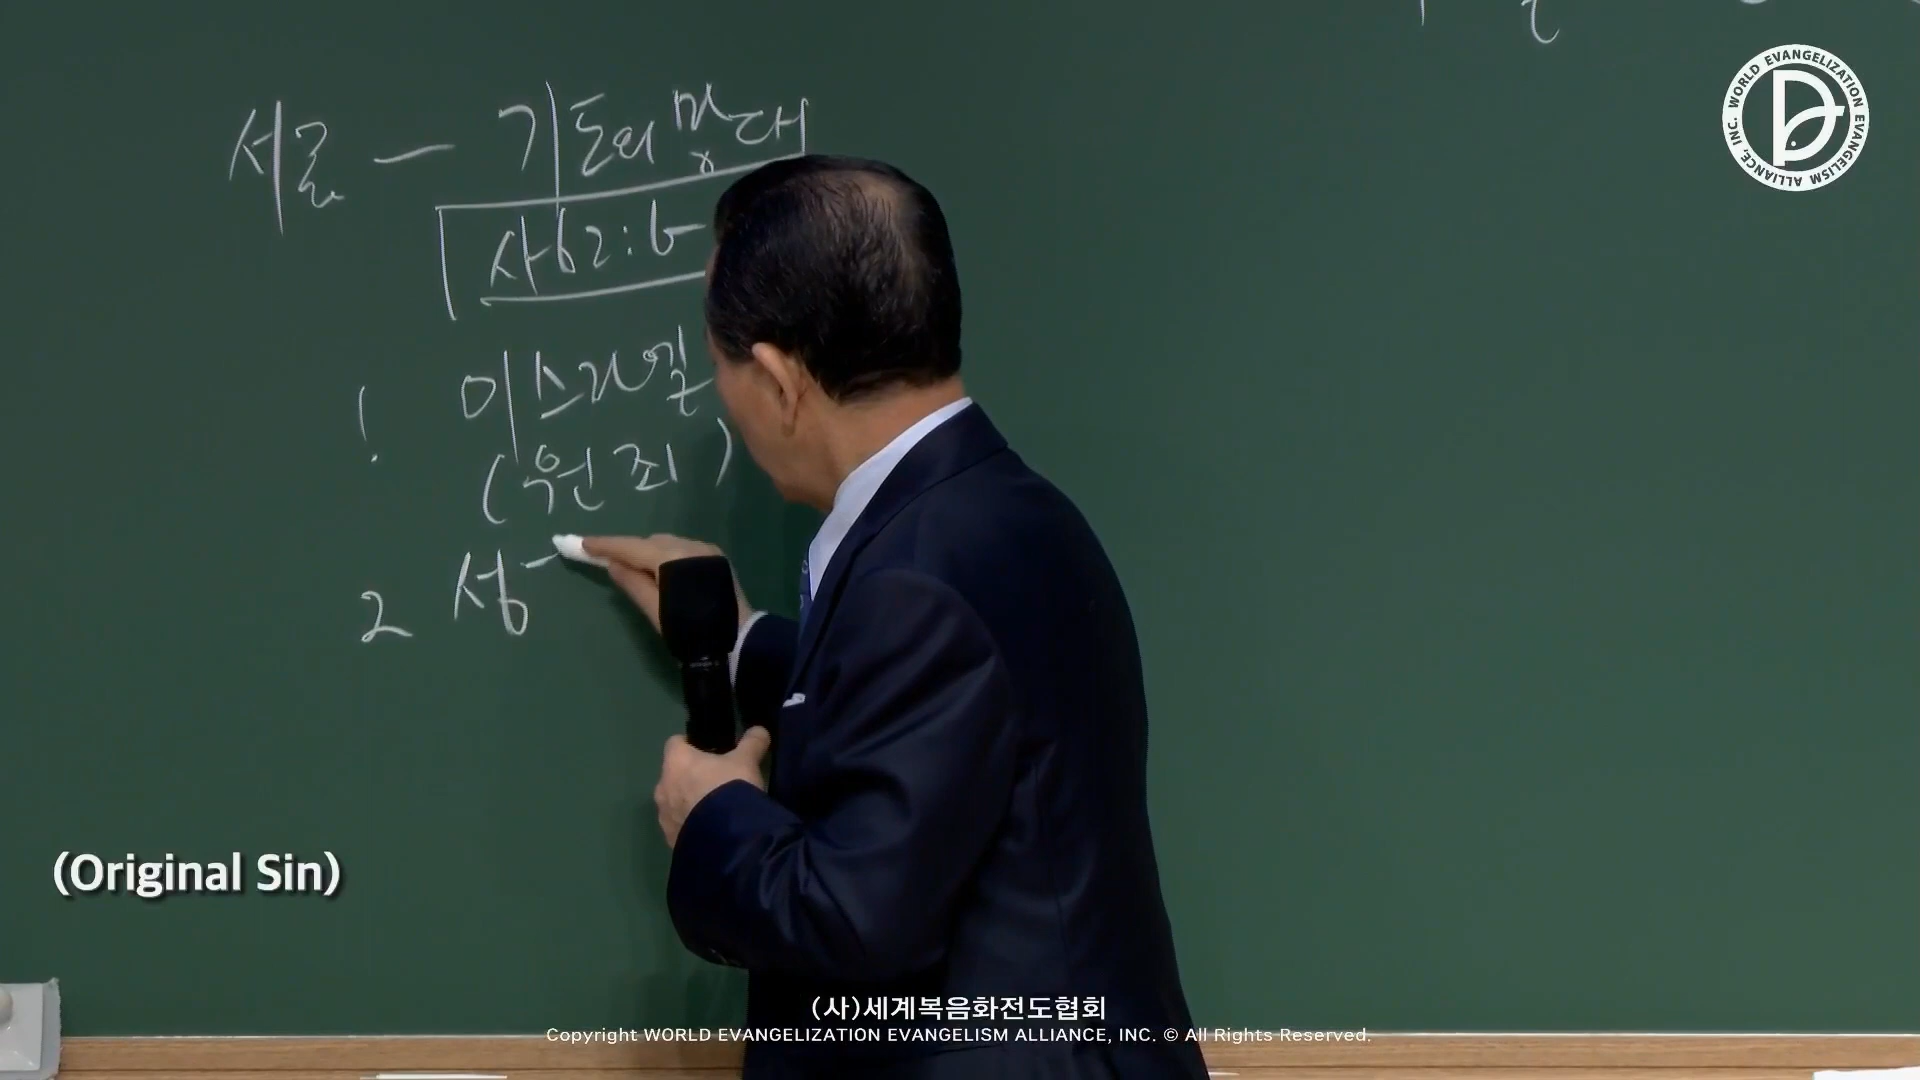 서론 — 기도의 망대
사62:6-
1 이스라엘
(원죄)
2 성
WORLD EVANGELIZATION EVANGELISM ALLIANCE, INC.
(Original Sin)
(사)세계복음화전도협회
Copyright WORLD EVANGELIZATION EVANGELISM ALLIANCE, INC. © All Rights Reserved.